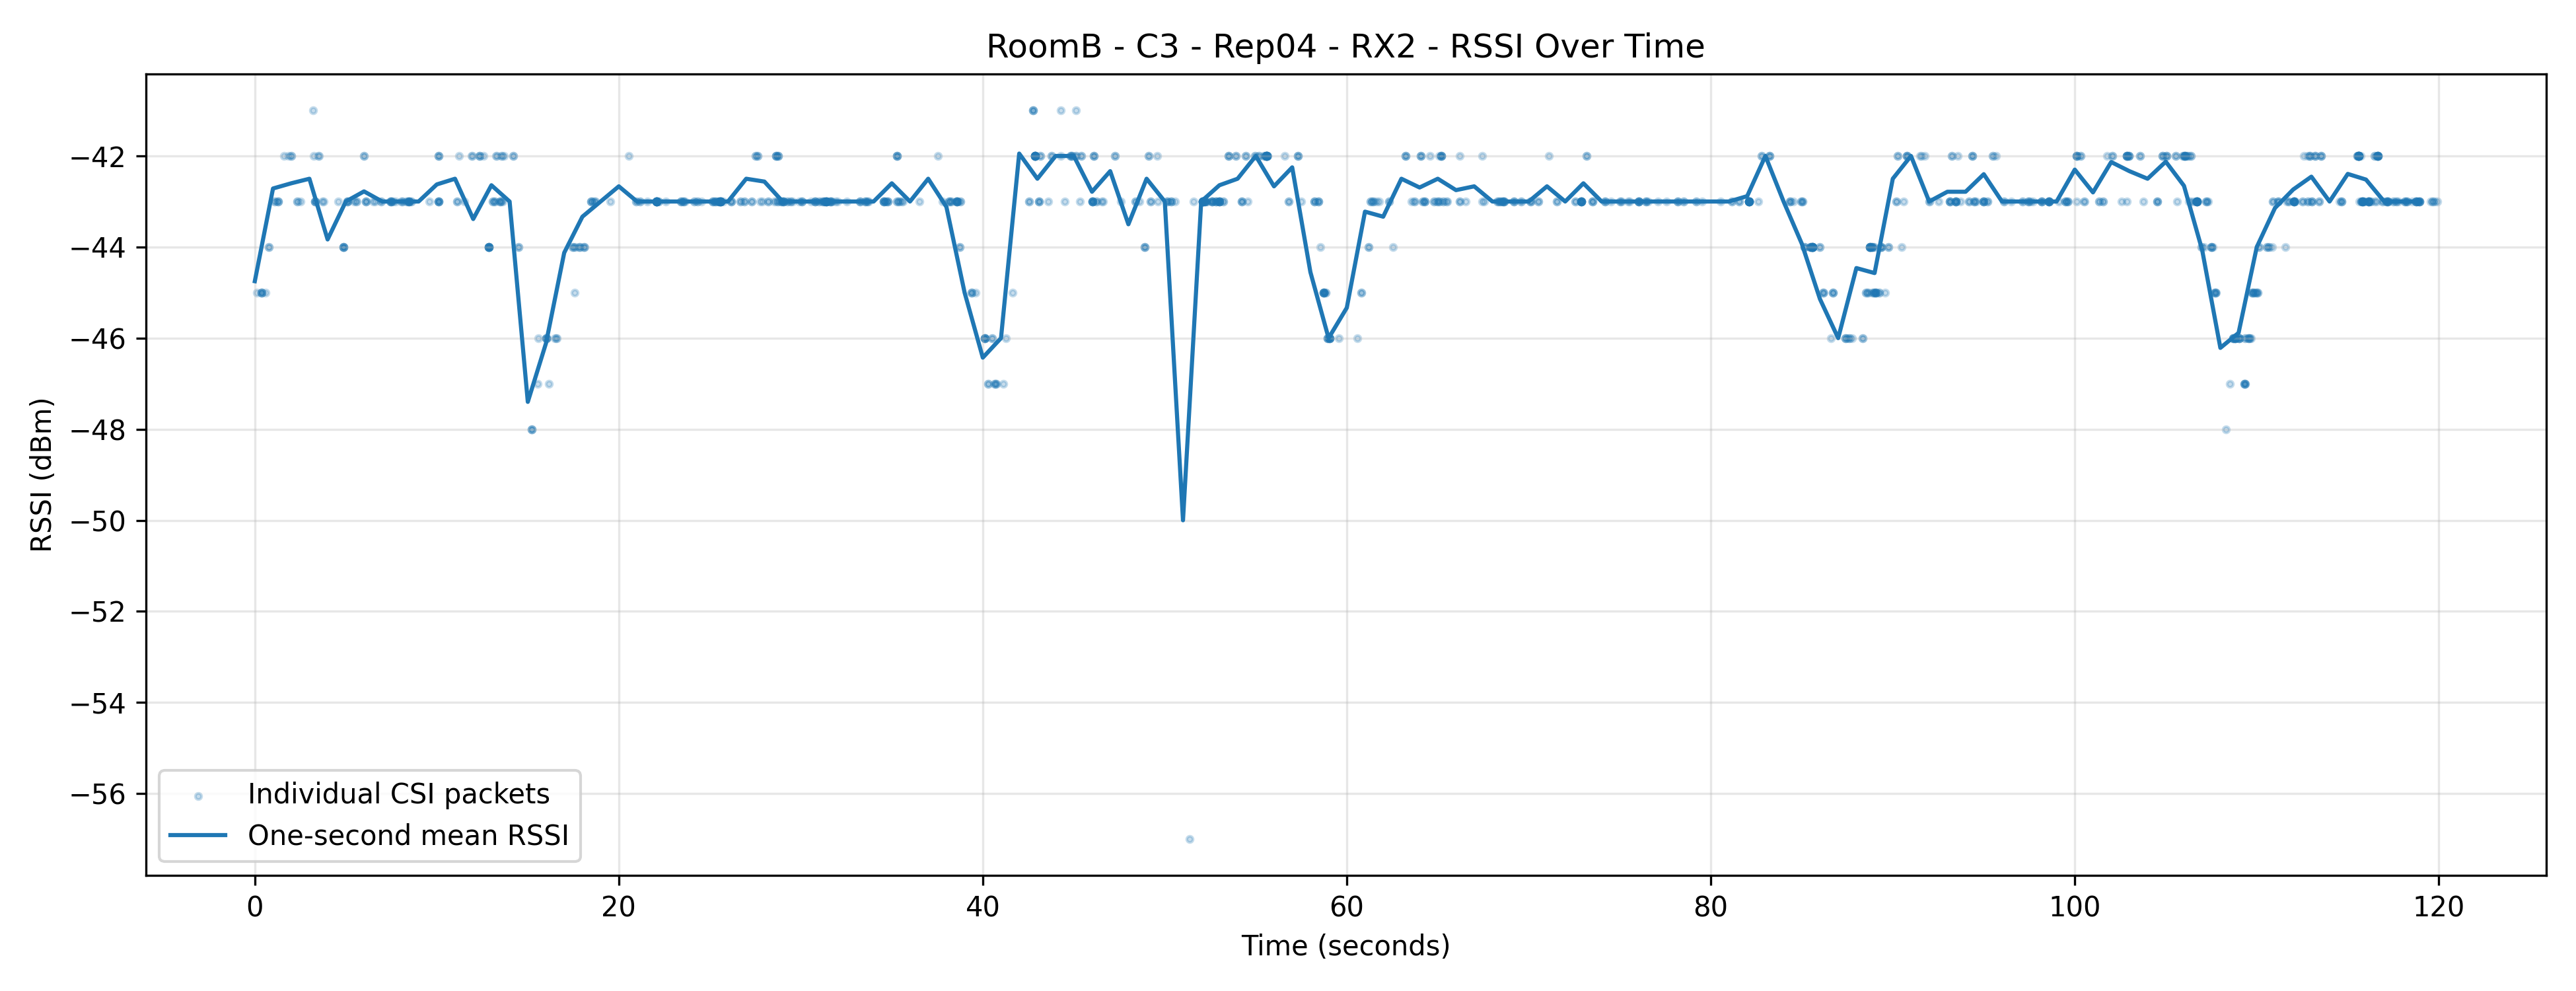 RoomB - C3 - Rep04 - RX2 - RSSI Over Time
RSSI (dBm)
−42
−44
−46
−48
−50
−52
−54
−56
Individual CSI packets
One-second mean RSSI
0 20 40 60 80 100 120
Time (seconds)